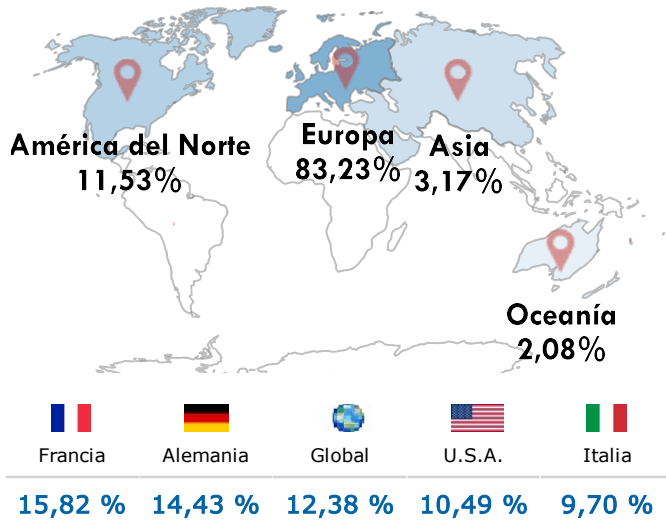 América del Norte
11,53%
Europa
83,23%
Asia
3,17%
Oceanía
2,08%
Francia
Alemania
Global
U.S.A.
Italia
15,82 %
14,43 %
12,38 %
10,49 %
9,70 %